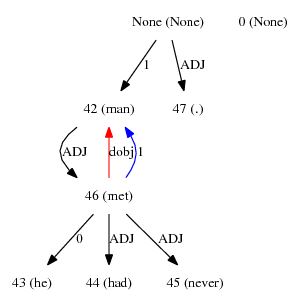 None (None) 0 (None)
1 ADJ
42 (man) 47 (.)
ADJ dobj 1
46 (met)
0 ADJ ADJ
43 (he) 44 (had) 45 (never)